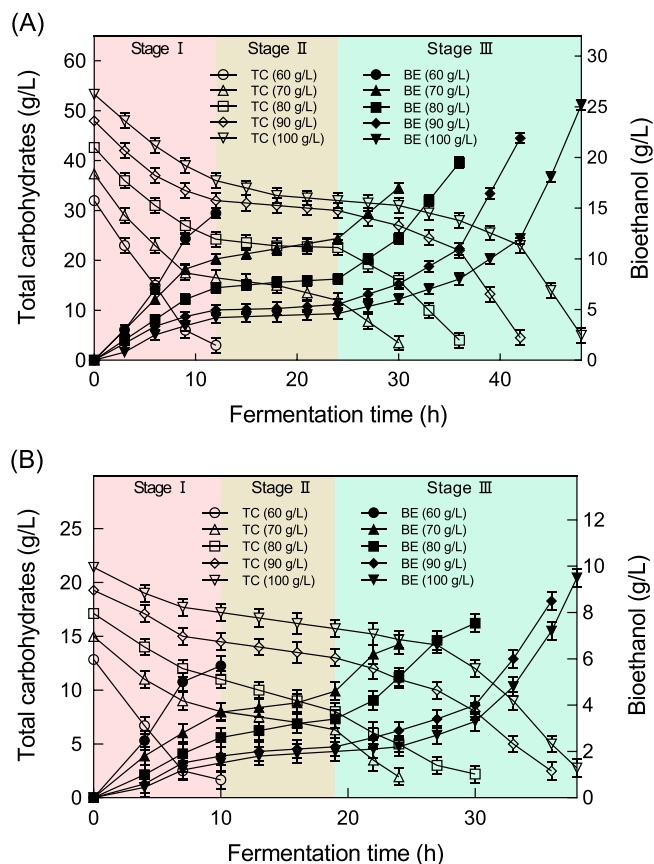 (A)
Stage Ⅰ Stage Ⅱ Stage Ⅲ
TC (60 g/L) BE (60 g/L)
TC (70 g/L) BE (70 g/L)
TC (80 g/L) BE (80 g/L)
TC (90 g/L) BE (90 g/L)
TC (100 g/L) BE (100 g/L)
Total carbohydrates (g/L)
60
50
40
30
20
10
0
Bioethanol (g/L)
30
25
20
15
10
5
0
0 10 20 30 40
Fermentation time (h)
(B)
Stage Ⅰ Stage Ⅱ Stage Ⅲ
TC (60 g/L) BE (60 g/L)
TC (70 g/L) BE (70 g/L)
TC (80 g/L) BE (80 g/L)
TC (90 g/L) BE (90 g/L)
TC (100 g/L) BE (100 g/L)
Total carbohydrates (g/L)
25
20
15
10
5
0
Bioethanol (g/L)
12
10
8
6
4
2
0
0 10 20 30
Fermentation time (h)